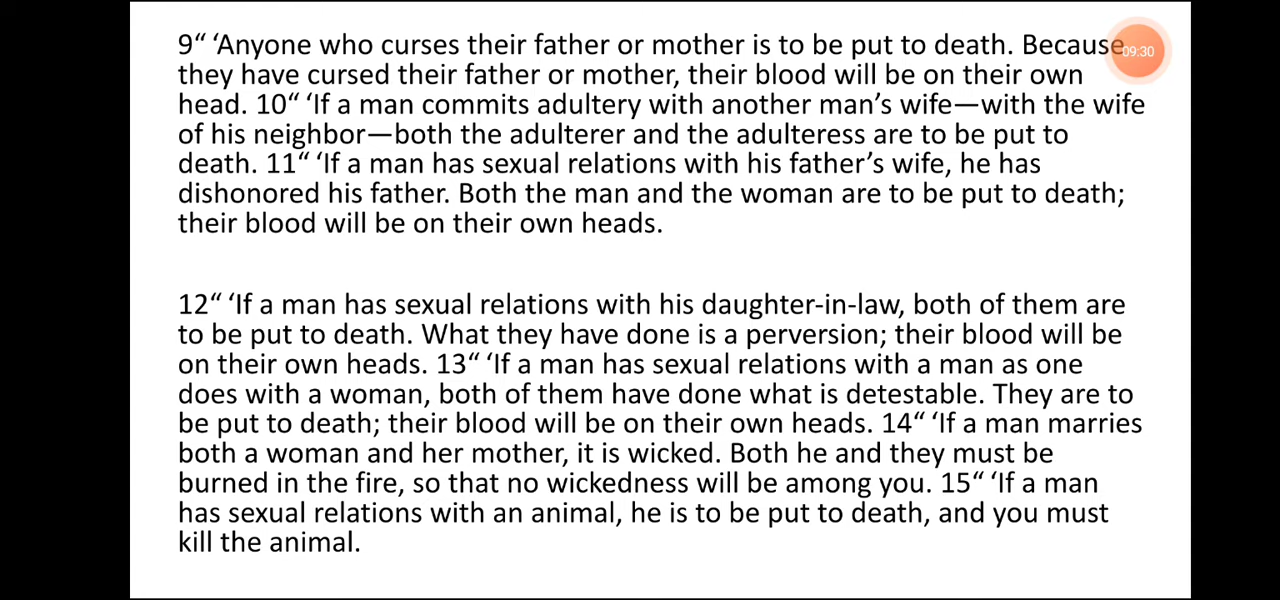 9“ ‘Anyone who curses their father or mother is to be put to death. Because
they have cursed their father or mother, their blood will be on their own
head. 10“ ‘If a man commits adultery with another man’s wife—with the wife
of his neighbor—both the adulterer and the adulteress are to be put to
death. 11“ ‘If a man has sexual relations with his father’s wife, he has
dishonored his father. Both the man and the woman are to be put to death;
their blood will be on their own heads.
12“ ‘If a man has sexual relations with his daughter-in-law, both of them are
to be put to death. What they have done is a perversion; their blood will be
on their own heads. 13“ ‘If a man has sexual relations with a man as one
does with a woman, both of them have done what is detestable. They are to
be put to death; their blood will be on their own heads. 14“ ‘If a man marries
both a woman and her mother, it is wicked. Both he and they must be
burned in the fire, so that no wickedness will be among you. 15“ ‘If a man
has sexual relations with an animal, he is to be put to death, and you must
kill the animal.
09:30